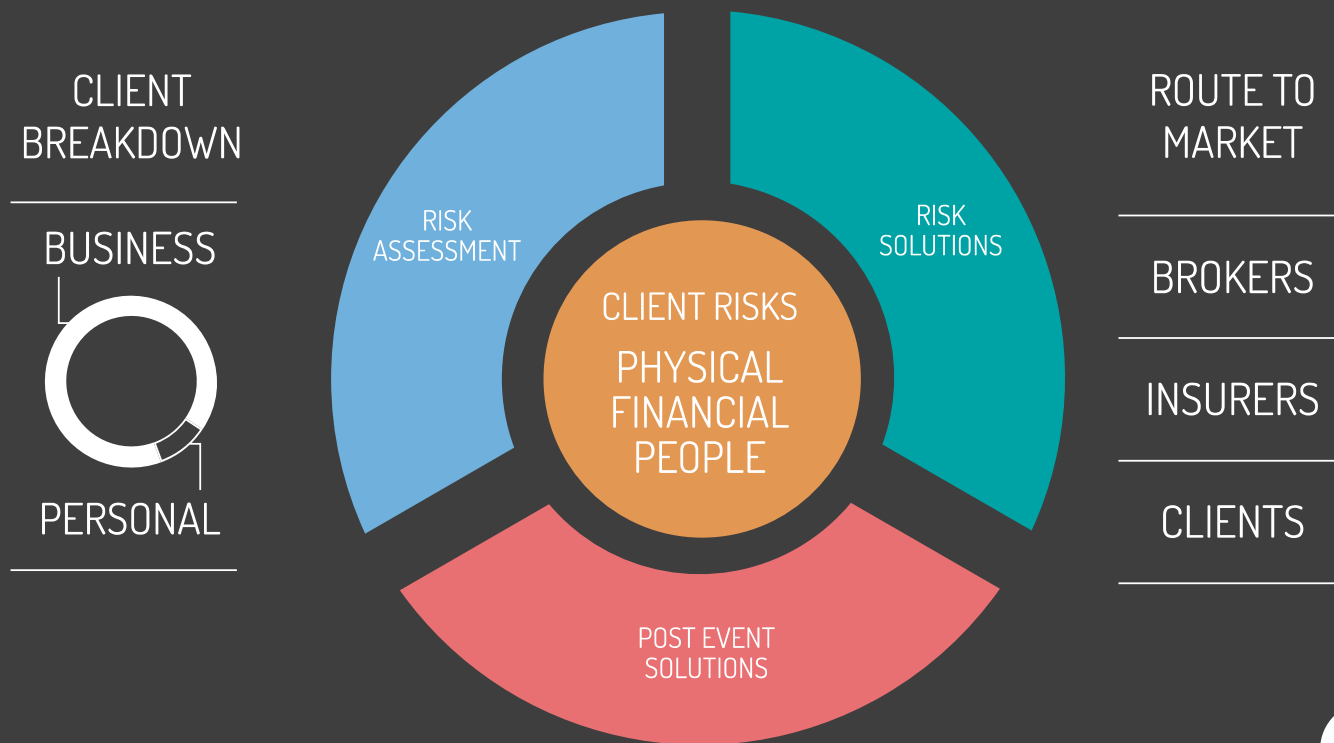 CLIENT
BREAKDOWN
BUSINESS
PERSONAL
RISK
ASSESSMENT
RISK
SOLUTIONS
CLIENT RISKS
PHYSICAL
FINANCIAL
PEOPLE
POST EVENT
SOLUTIONS
ROUTE TO
MARKET
BROKERS
INSURERS
CLIENTS